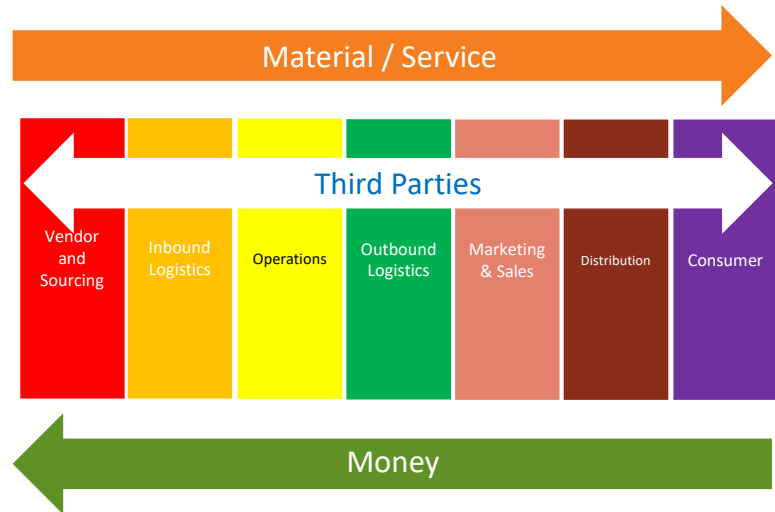 Material / Service
Third Parties
Vendor
and
Sourcing
Inbound
Logistics
Operations
Outbound
Logistics
Marketing
& Sales
Distribution
Consumer
Money